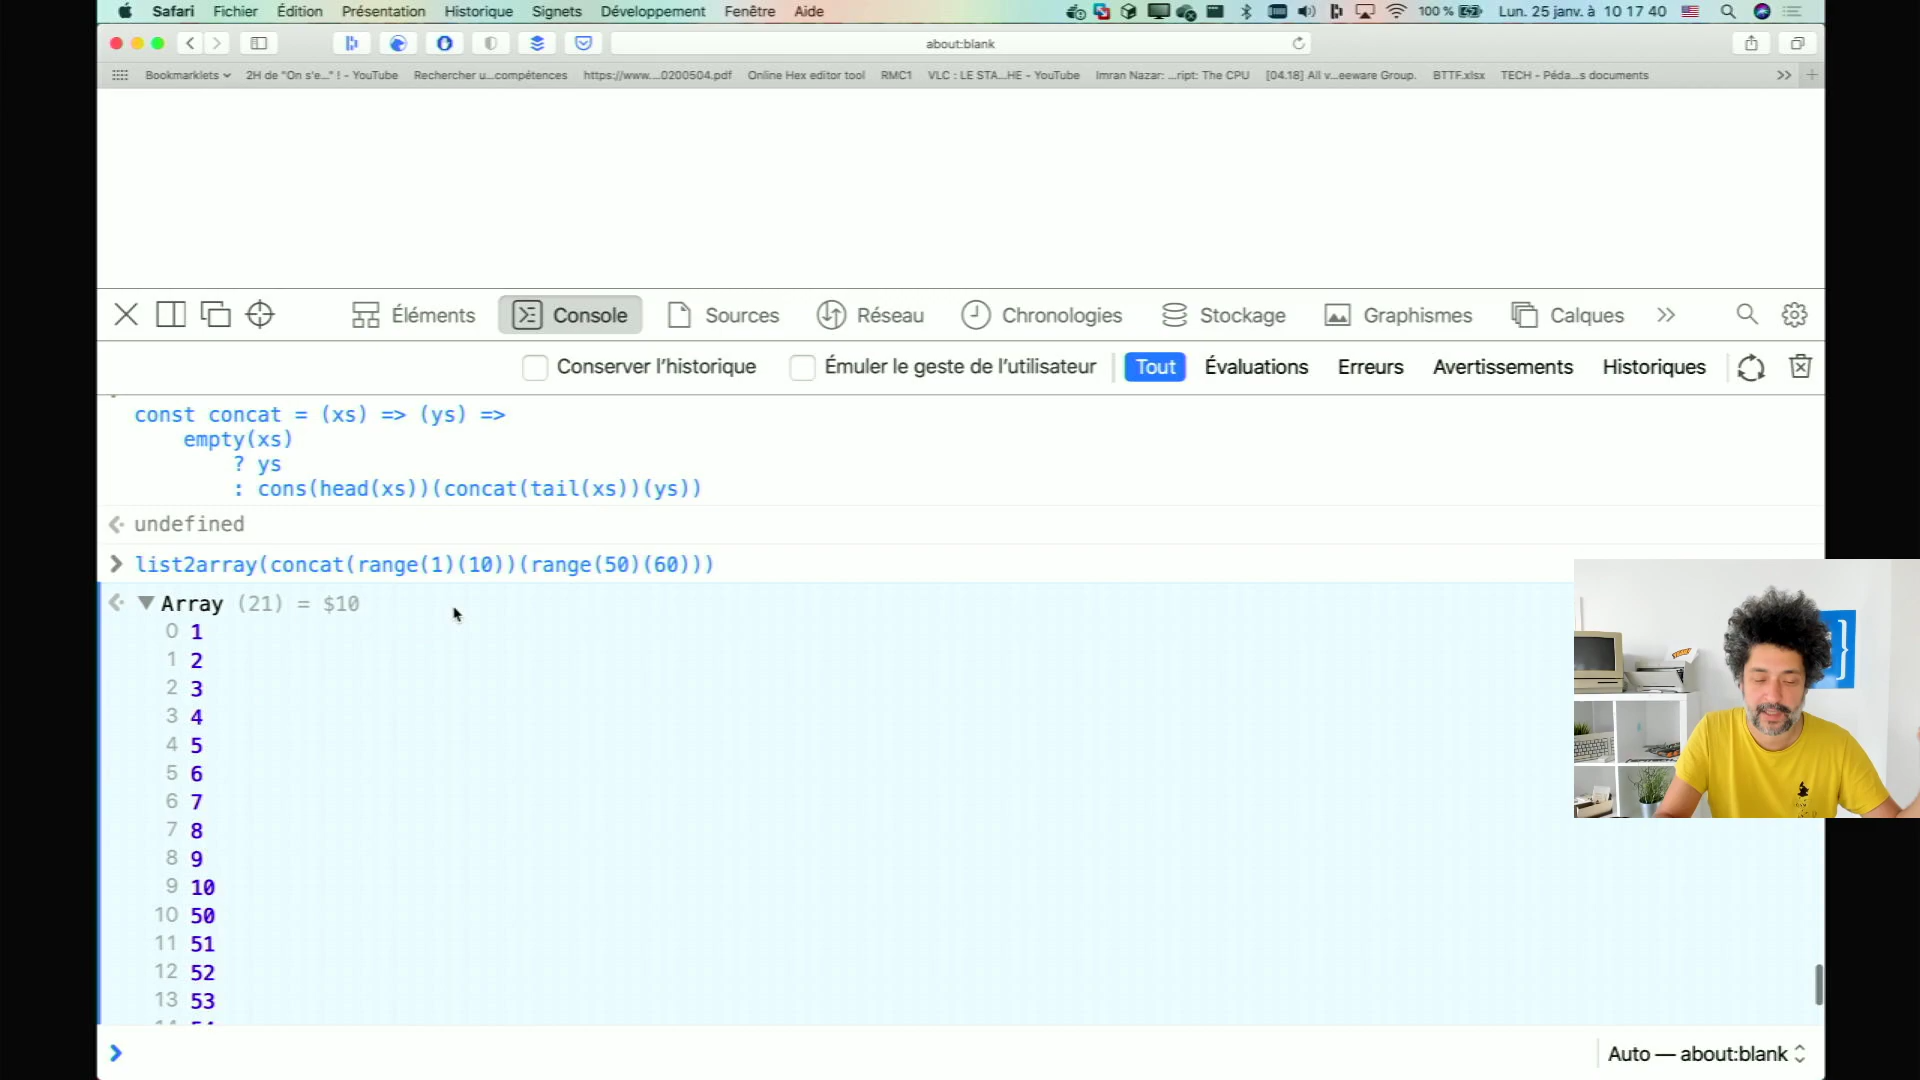 Safari Fichier Édition Présentation Historique Signets Développement Fenêtre Aide 100 % Lun. 25 janv. à 10 17 40
about:blank
Bookmarklets 2H de "On s'e..." ! - YouTube Rechercher u...compétences https://www....0200504.pdf Online Hex editor tool RMC1 VLC : LE STA...HE - YouTube Imran Nazar: ...ript: The CPU [04.18] All v...eeware Group. BTTF.xlsx TECH - Péda...s documents
Éléments Console Sources Réseau Chronologies Stockage Graphismes Calques
Conserver l'historique Émuler le geste de l'utilisateur Tout Évaluations Erreurs Avertissements Historiques
const concat = (xs) => (ys) =>
empty(xs)
? ys
: cons(head(xs))(concat(tail(xs))(ys))
undefined
list2array(concat(range(1)(10))(range(50)(60)))
Array (21) = $10
0 1
1 2
2 3
3 4
4 5
5 6
6 7
7 8
8 9
9 10
10 50
11 51
12 52
13 53
Auto — about:blank